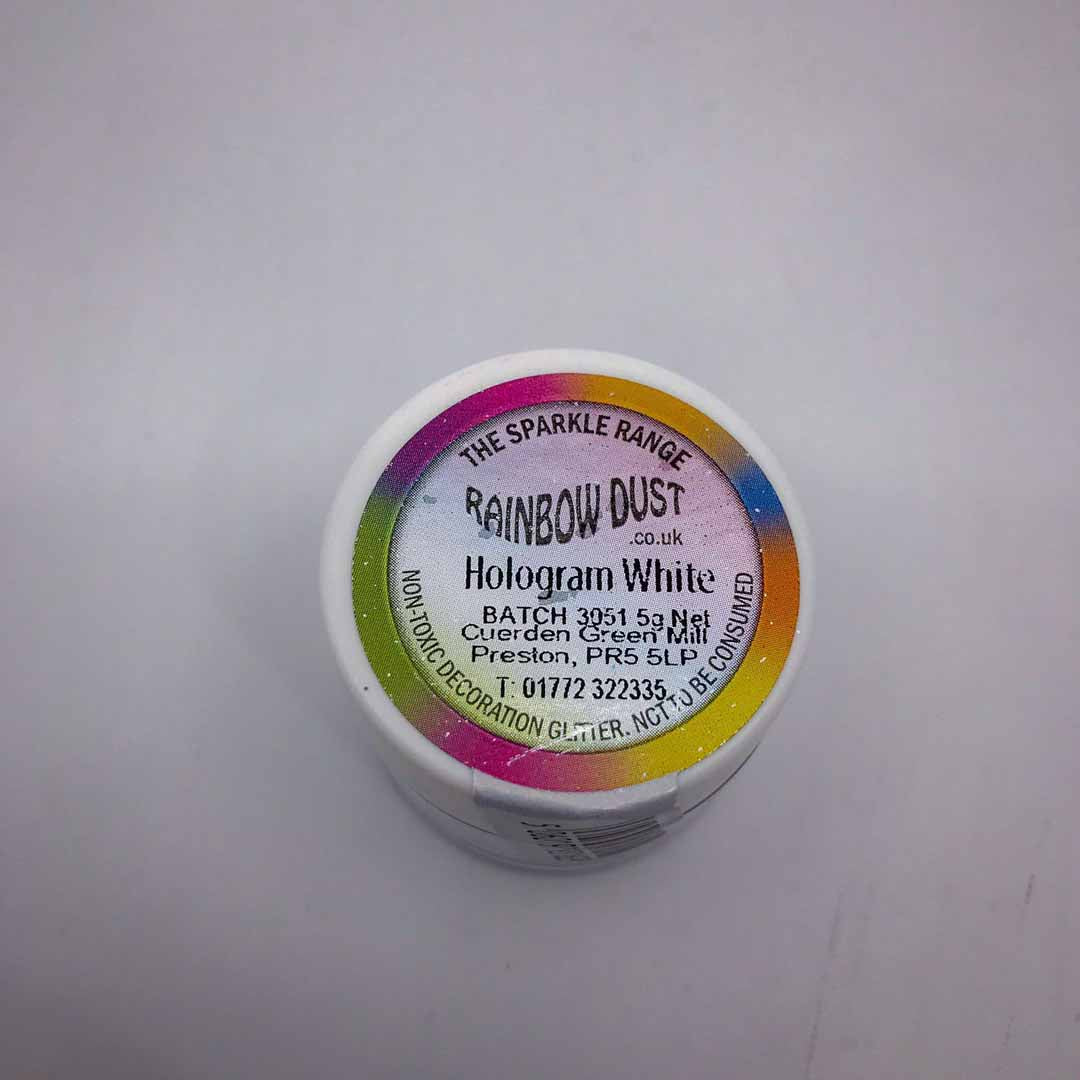 THE SPARKLE RANGE
RAINBOW DUST
.co.uk
Hologram White
BATCH 3051 5g Net
Cuerden Green Mill
Preston, PR5 5LP
T: 01772 322335
NON-TOXIC DECORATION GLITTER. NOT TO BE CONSUMED